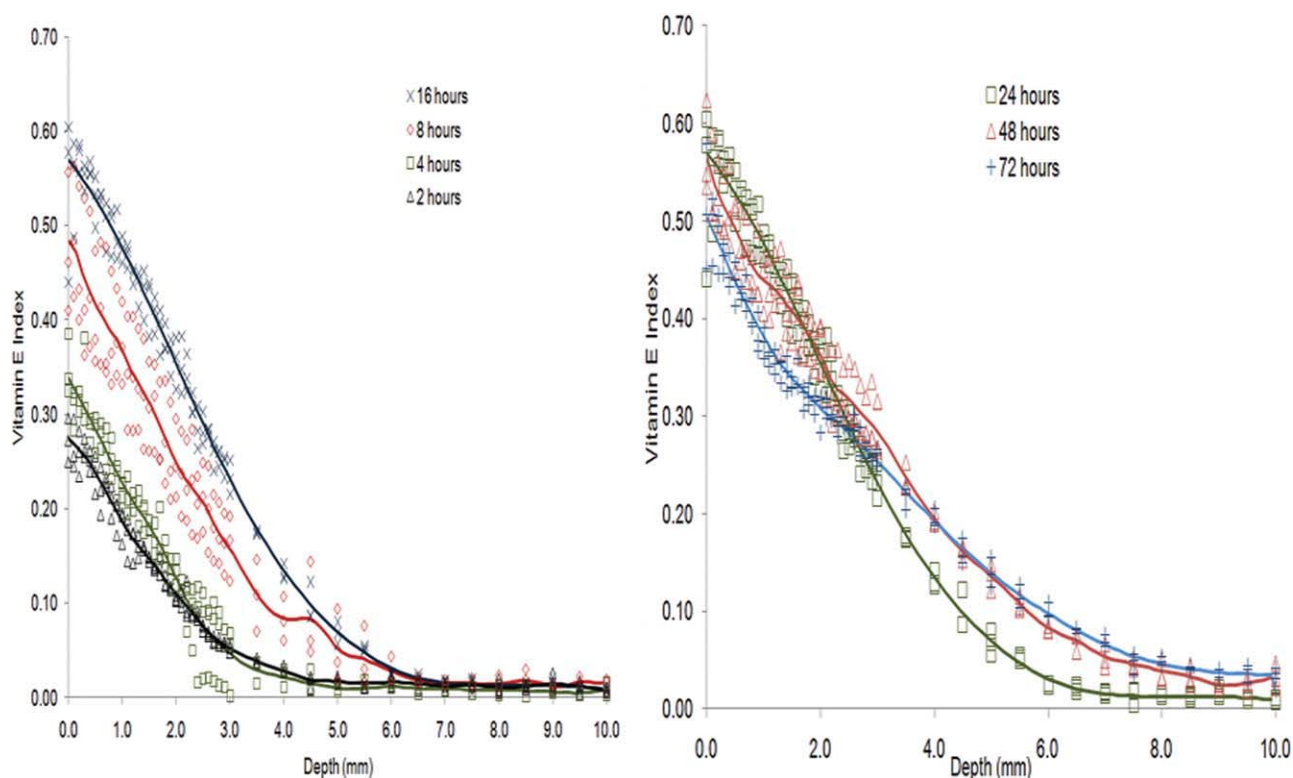 0.70
0.60
0.50
0.40
0.30
0.20
0.10
0.00
Vitamin E Index
16 hours
8 hours
4 hours
2 hours
0.0 1.0 2.0 3.0 4.0 5.0 6.0 7.0 8.0 9.0 10.0
Depth (mm)
0.70
0.60
0.50
0.40
0.30
0.20
0.10
0.00
Vitamin E Index
24 hours
48 hours
72 hours
0.0 2.0 4.0 6.0 8.0 10.0
Depth (mm)